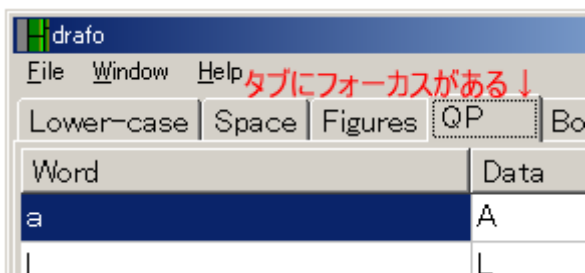 drafo
File Window Help
タブにフォーカスがある↓
Lower-case Space Figures QP Bo
Word Data
a A